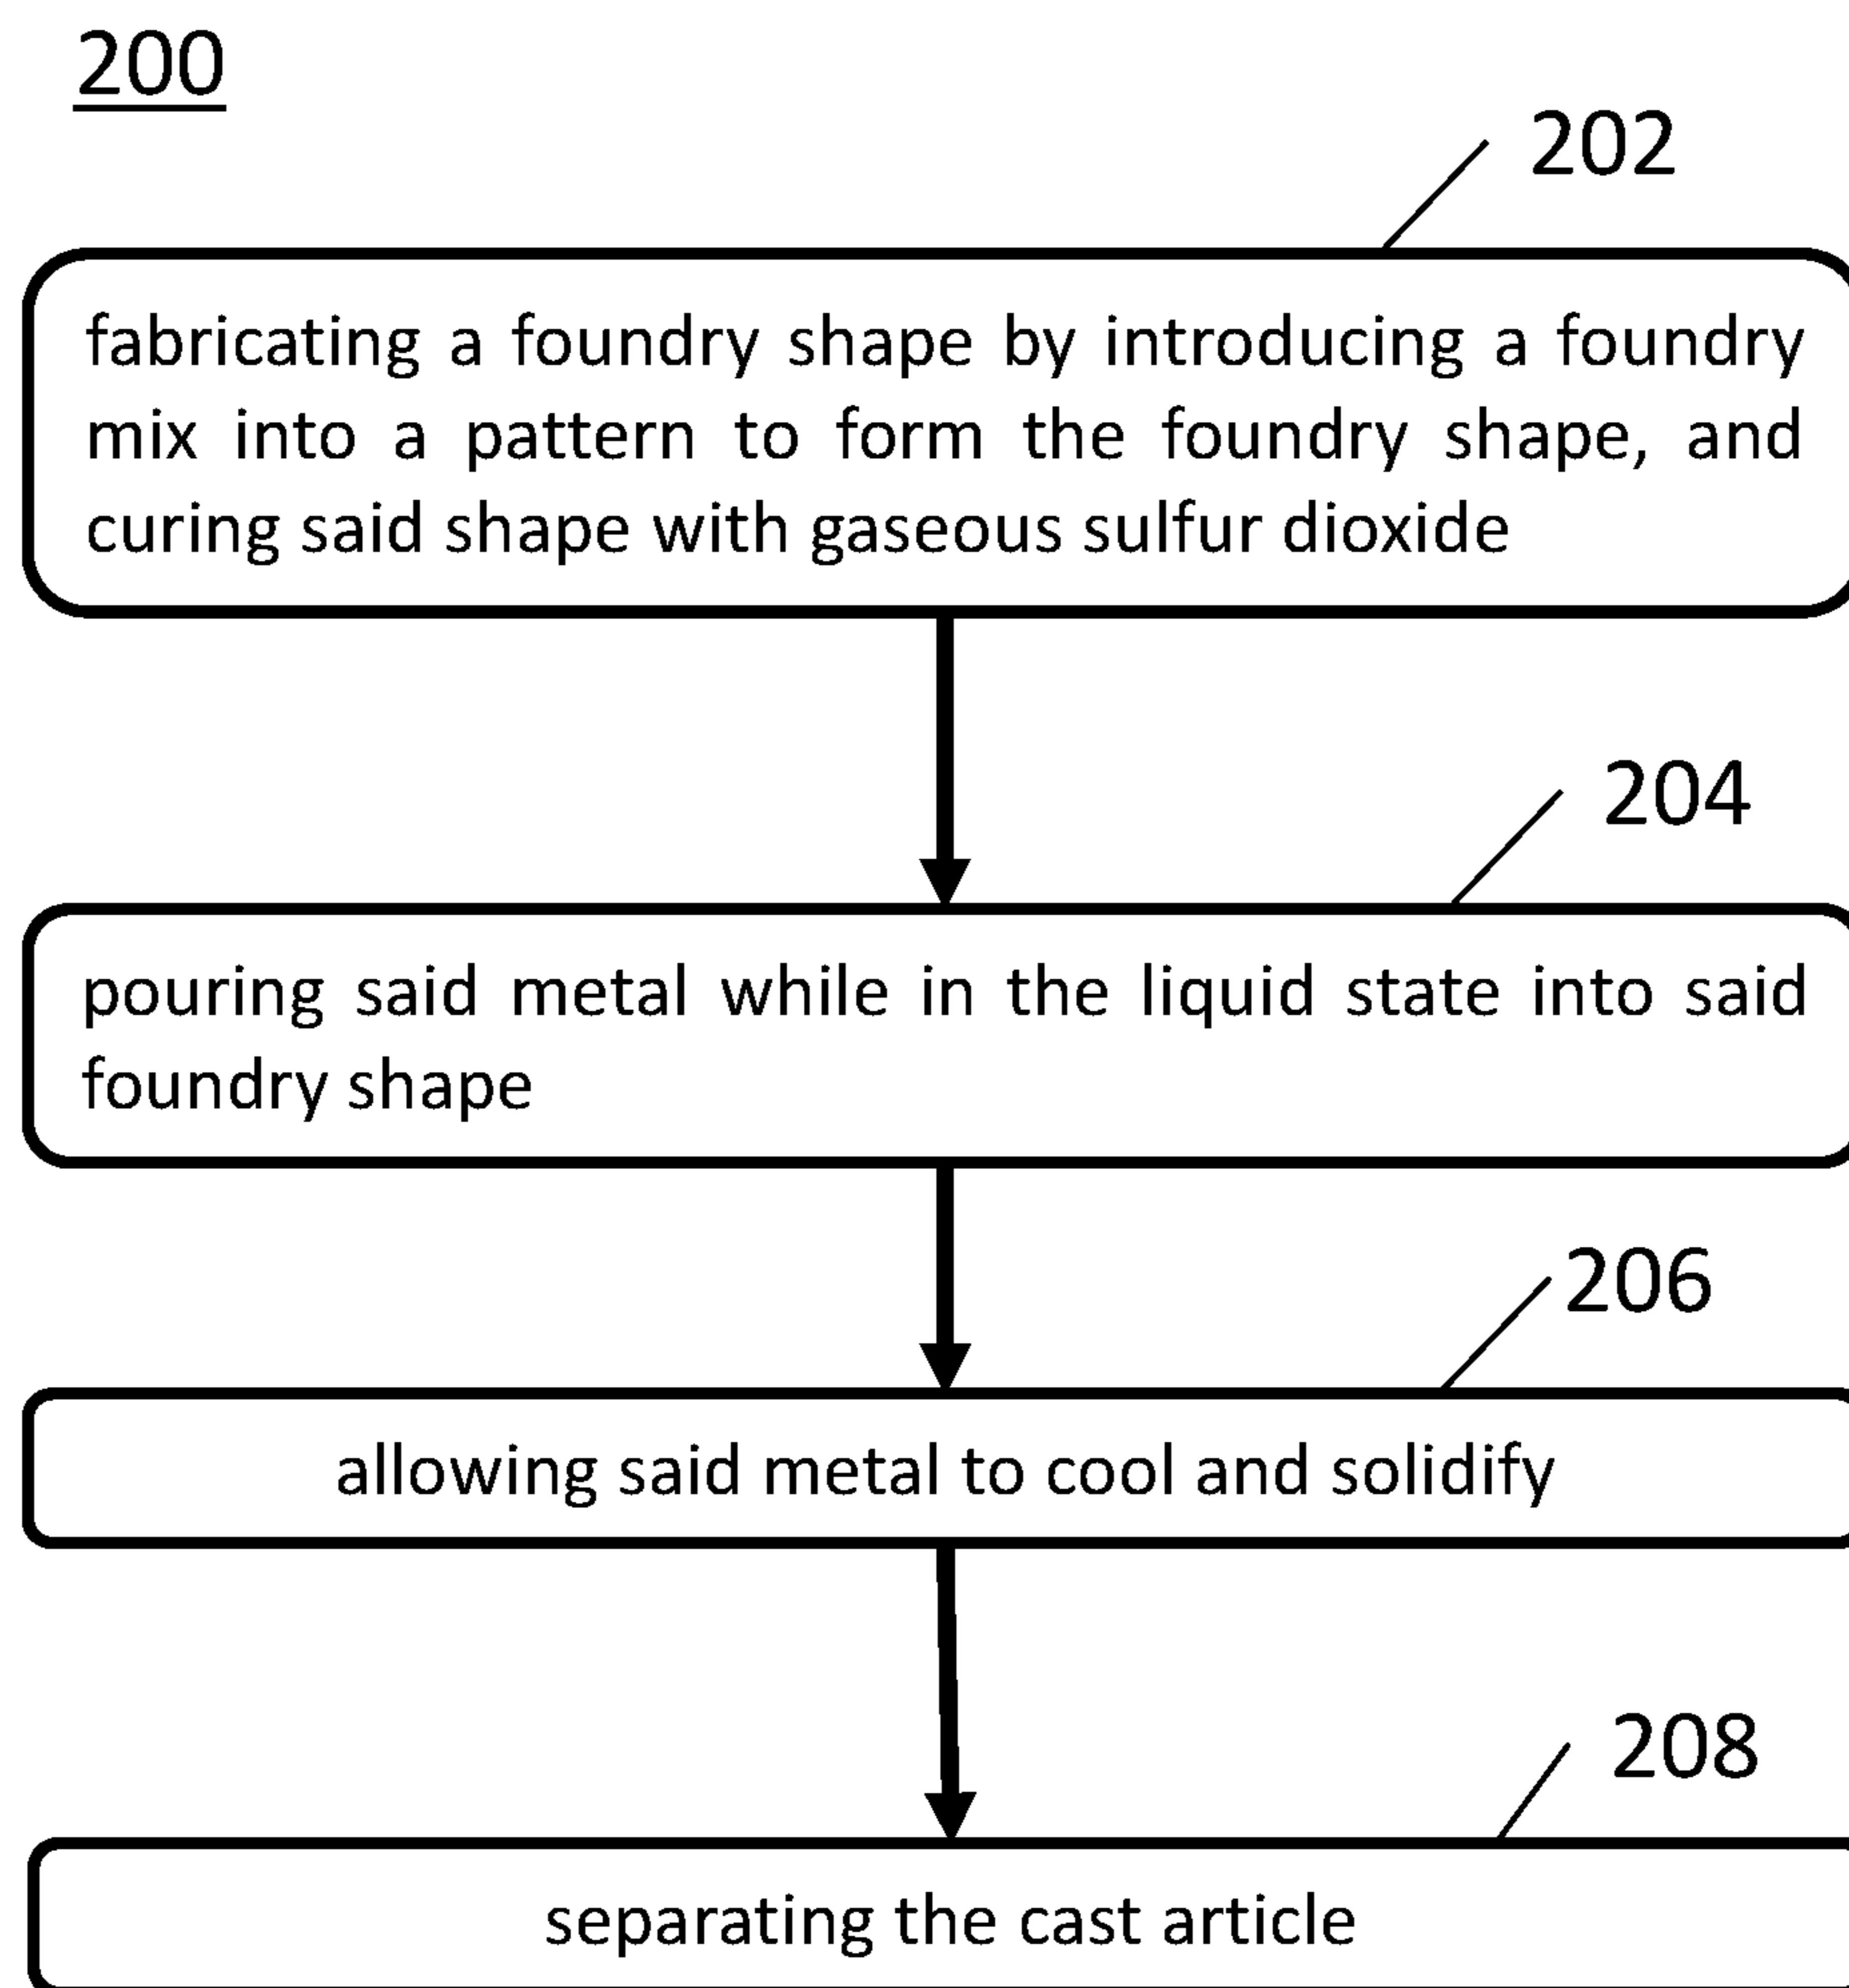 200
202
fabricating a foundry shape by introducing a foundry
mix into a pattern to form the foundry shape, and
curing said shape with gaseous sulfur dioxide
204
pouring said metal while in the liquid state into said
foundry shape
206
allowing said metal to cool and solidify
208
separating the cast article